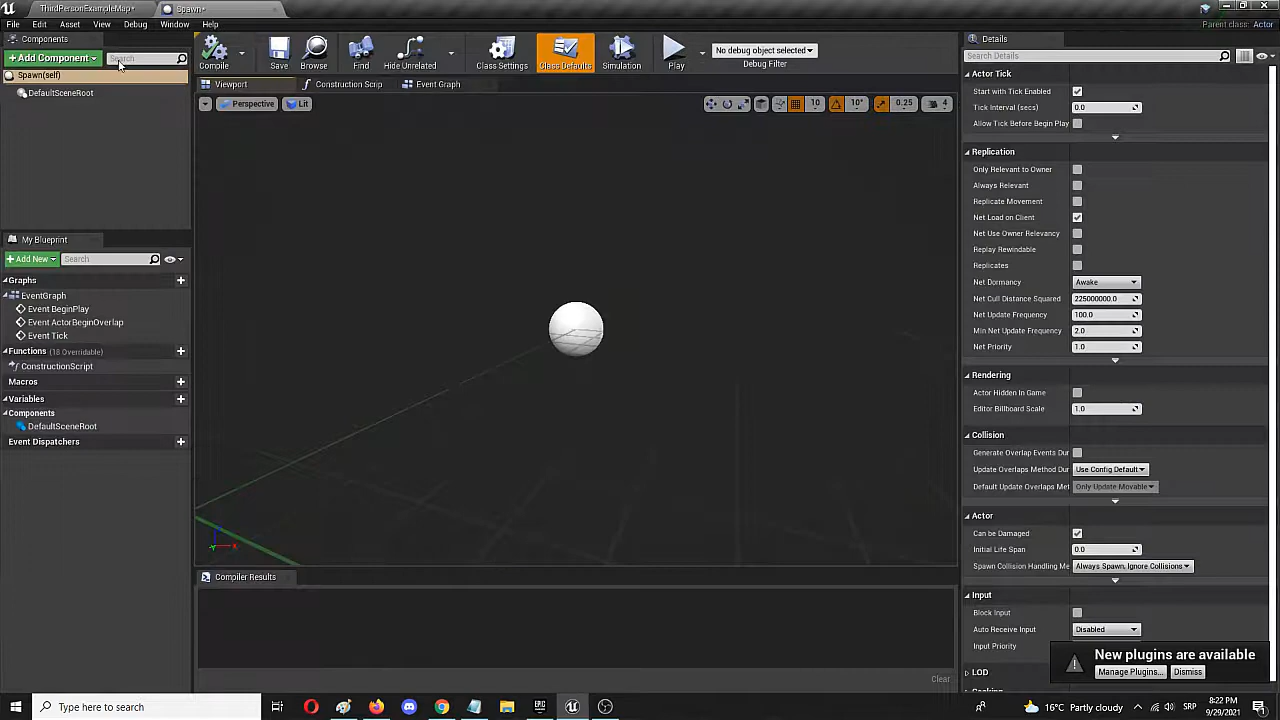 ThirdPersonExampleMap*
Spawn*
File Edit Asset View Debug Window Help
Parent class: Actor
Components
+Add Component
Search
Spawn(self)
DefaultSceneRoot
My Blueprint
+Add New
Search
Graphs
EventGraph
Event BeginPlay
Event ActorBeginOverlap
Event Tick
Functions (18 Overridable)
ConstructionScript
Macros
Variables
Components
DefaultSceneRoot
Event Dispatchers
Compile
Save
Browse
Find
Hide Unrelated
Class Settings
Class Defaults
Simulation
Play
No debug object selected
Debug Filter
Viewport
Construction Scrip
Event Graph
Perspective
Lit
10
10°
0.25
4
Compiler Results
Clear
Details
Search Details
Actor Tick
Start with Tick Enabled
Tick Interval (secs) 0.0
Allow Tick Before Begin Play
Replication
Only Relevant to Owner
Always Relevant
Replicate Movement
Net Load on Client
Net Use Owner Relevancy
Replay Rewindable
Replicates
Net Dormancy Awake
Net Cull Distance Squared 225000000.0
Net Update Frequency 100.0
Min Net Update Frequency 2.0
Net Priority 1.0
Rendering
Actor Hidden In Game
Editor Billboard Scale 1.0
Collision
Generate Overlap Events Dur
Update Overlaps Method Dur Use Config Default
Default Update Overlaps Met Only Update Movable
Actor
Can be Damaged
Initial Life Span 0.0
Spawn Collision Handling Me Always Spawn, Ignore Collisions
Input
Block Input
Auto Receive Input Disabled
Input Priority
LOD
New plugins are available
Manage Plugins...
Dismiss
Type here to search
16°C Partly cloudy
SRP
8:22 PM
9/29/2021